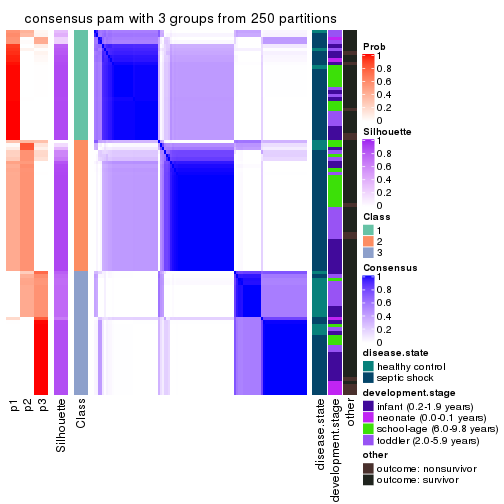 consensus pam with 3 groups from 250 partitions
Prob
1
0.8
0.6
0.4
0.2
0
Silhouette
1
0.8
0.6
0.4
0.2
0
Class
1
2
3
Consensus
1
0.8
0.6
0.4
0.2
0
disease.state
healthy control
septic shock
development.stage
infant (0.2-1.9 years)
neonate (0.0-0.1 years)
school-age (6.0-9.8 years)
toddler (2.0-5.9 years)
other
outcome: nonsurvivor
outcome: survivor
p1
p2
p3
Silhouette
Class
disease.state
development.stage
other